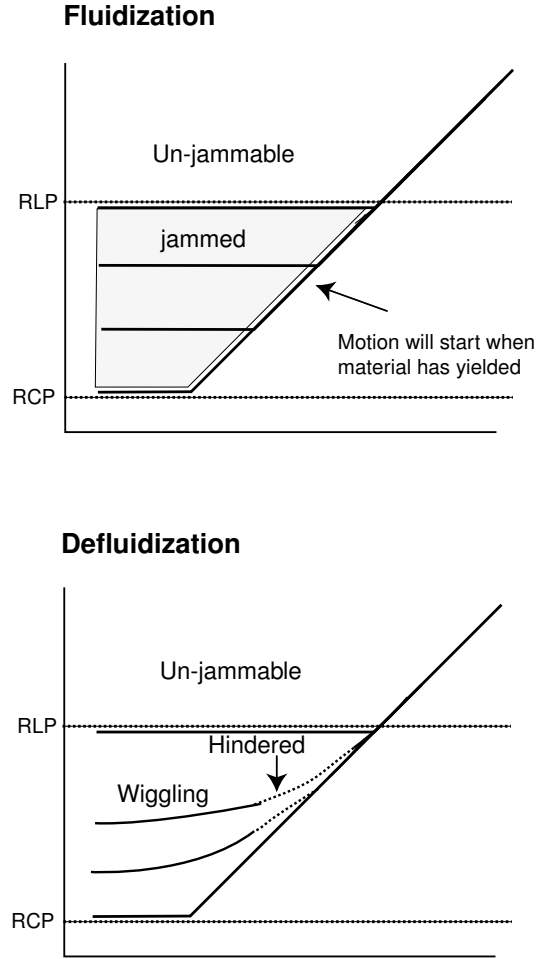 Fluidization
Un-jammable
RLP
jammed
Motion will start when
material has yielded
RCP
Defluidization
Un-jammable
RLP
Hindered
Wiggling
RCP